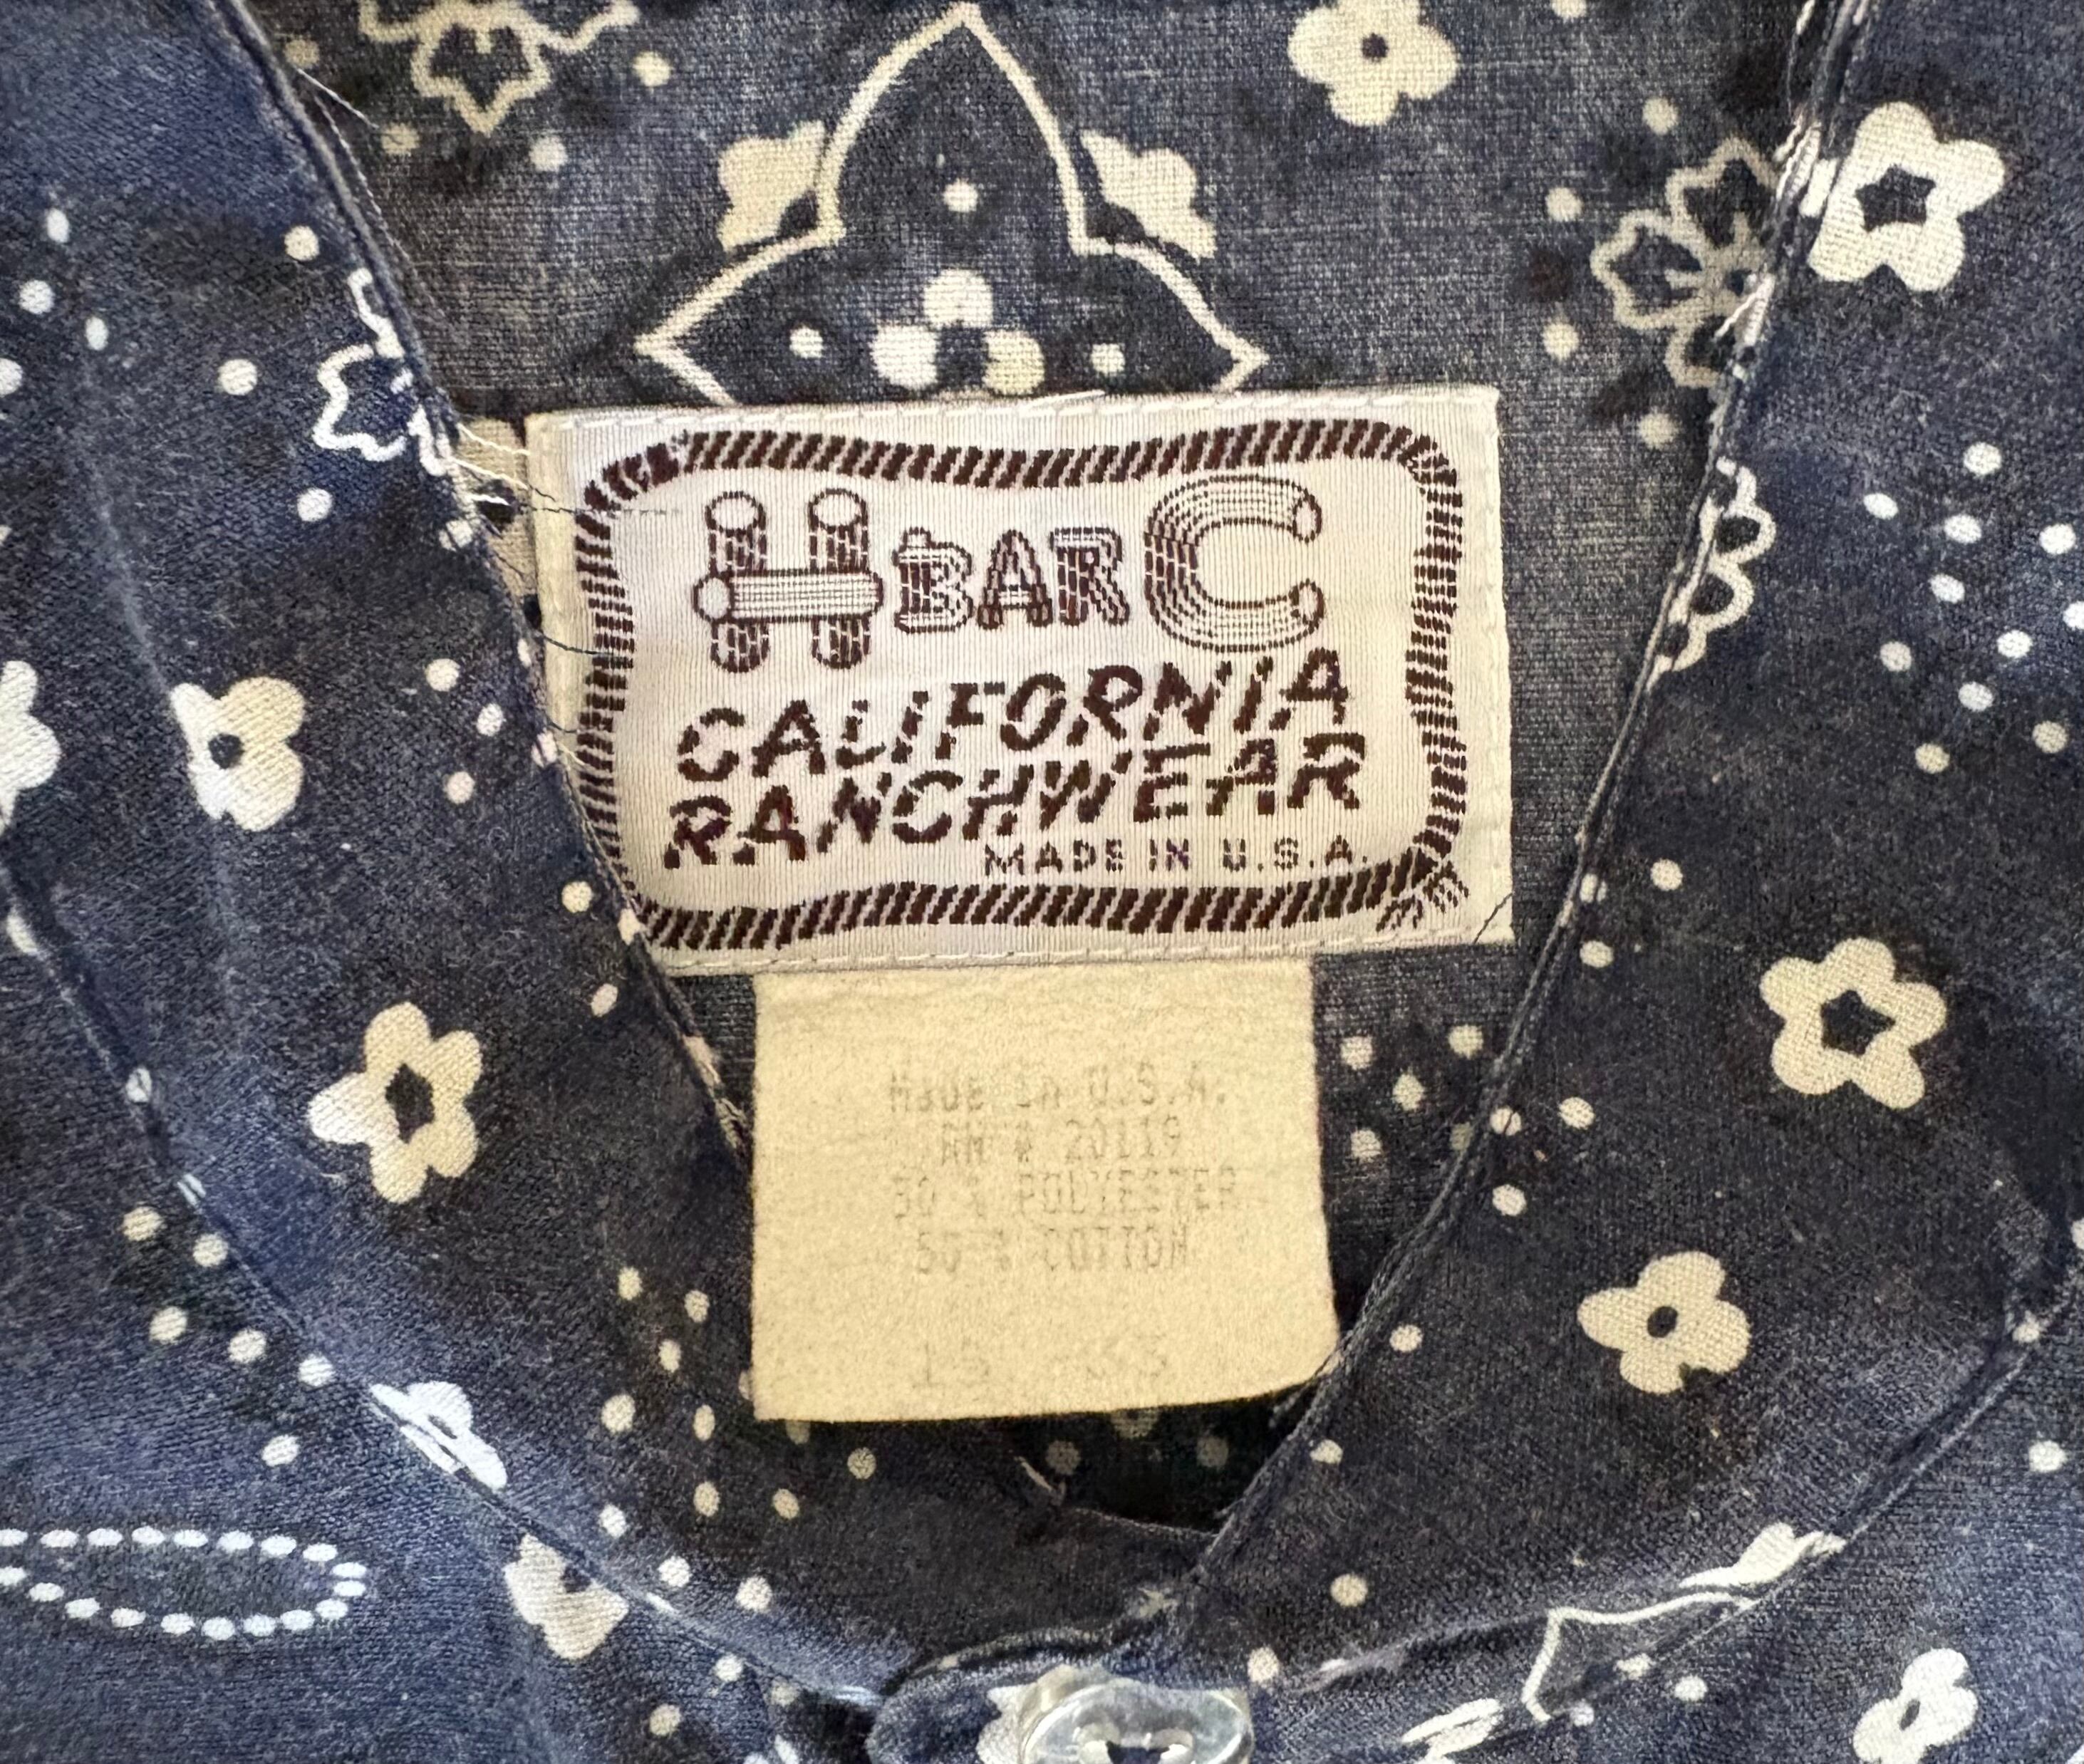 H BAR C
CALIFORNIA
RANCHWEAR
MADE IN U.S.A.
MADE IN U.S.A.
RN # 20119
50 % POLYESTER
50 % COTTON